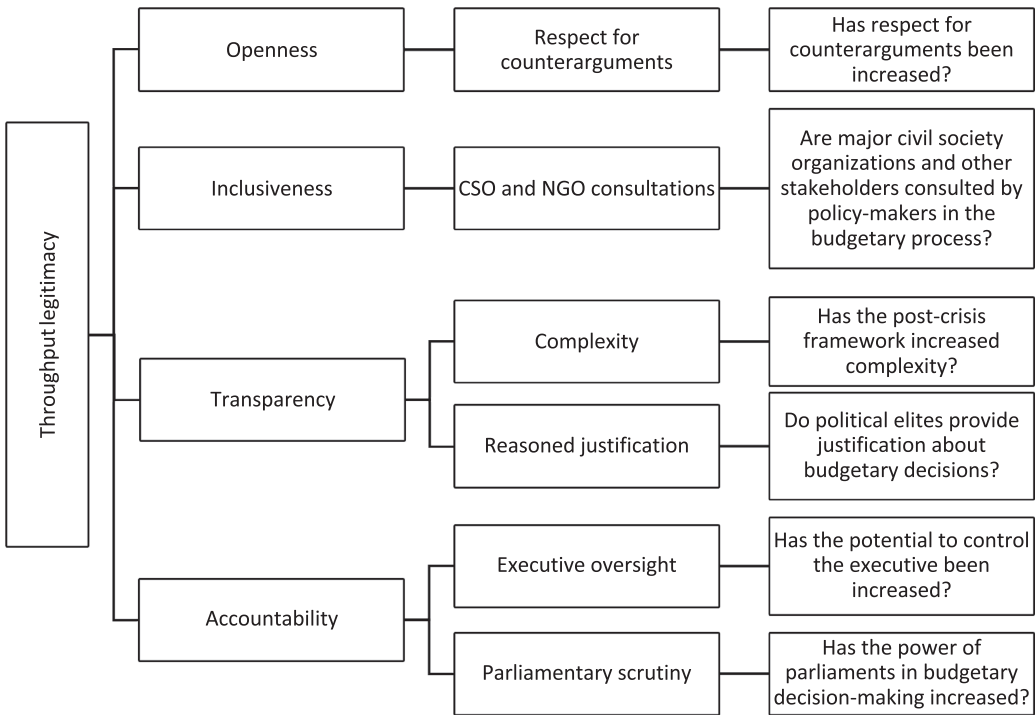 Throughput legitimacy
Openness
Respect for
counterarguments
Has respect for
counterarguments been
increased?
Inclusiveness
CSO and NGO consultations
Are major civil society
organizations and other
stakeholders consulted by
policy-makers in the
budgetary process?
Transparency
Complexity
Has the post-crisis
framework increased
complexity?
Reasoned justification
Do political elites provide
justification about
budgetary decisions?
Accountability
Executive oversight
Has the potential to control
the executive been
increased?
Parliamentary scrutiny
Has the power of
parliaments in budgetary
decision-making increased?